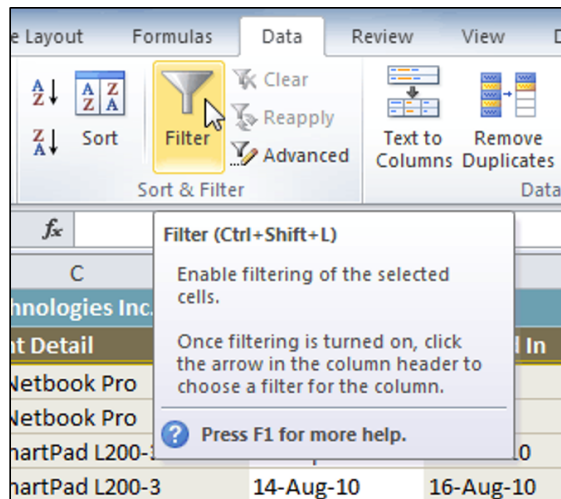 e Layout Formulas Data Review View
A Z A Z Z A Clear
Reapply
Z A Sort Filter Advanced Text to Columns Remove Duplicates
Sort & Filter Data
fx
Filter (Ctrl+Shift+L)
Enable filtering of the selected
cells.
Once filtering is turned on, click
the arrow in the column header to
choose a filter for the column.
Press F1 for more help.
C
hnologies Inc.
nt Detail In
Netbook Pro
Netbook Pro
martPad L200-
martPad L200-3 14-Aug-10 16-Aug-10